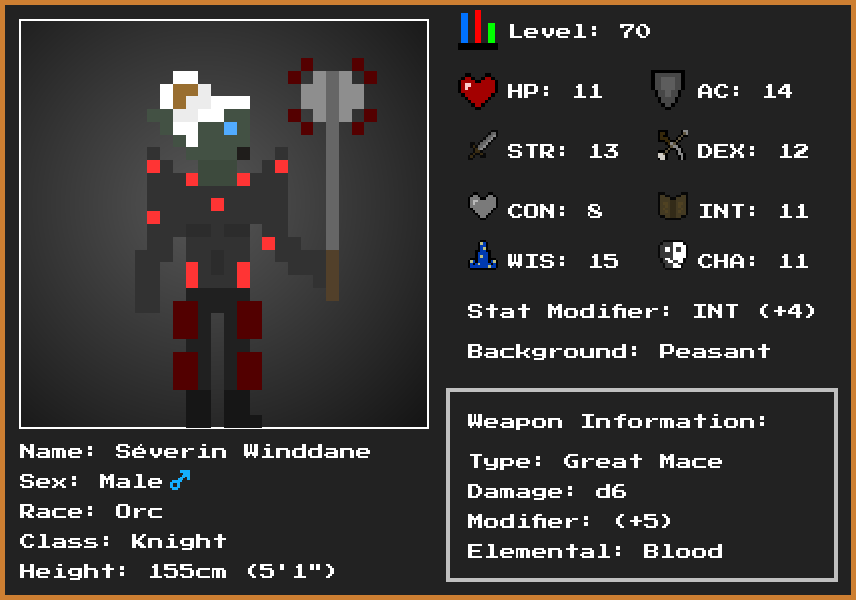 Level: 70
HP: 11 AC: 14
STR: 13 DEX: 12
CON: 8 INT: 11
WIS: 15 CHA: 11
Stat Modifier: INT (+4)
Background: Peasant
Weapon Information:
Type: Great Mace
Damage: d6
Modifier: (+5)
Elemental: Blood
Name: Séverin Winddane
Sex: Male ♂
Race: Orc
Class: Knight
Height: 155cm (5'1")